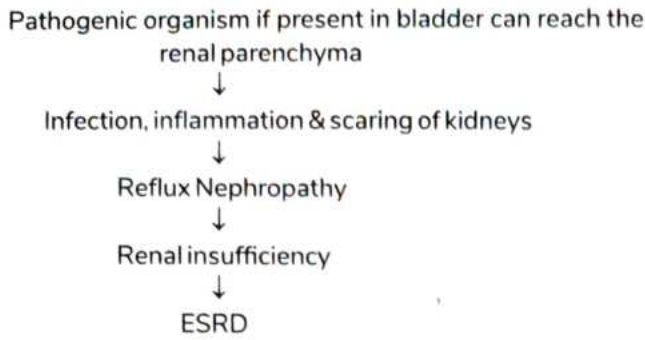 Pathogenic organism if present in bladder can reach the
renal parenchyma
↓
Infection, inflammation & scaring of kidneys
↓
Reflux Nephropathy
↓
Renal insufficiency
↓
ESRD